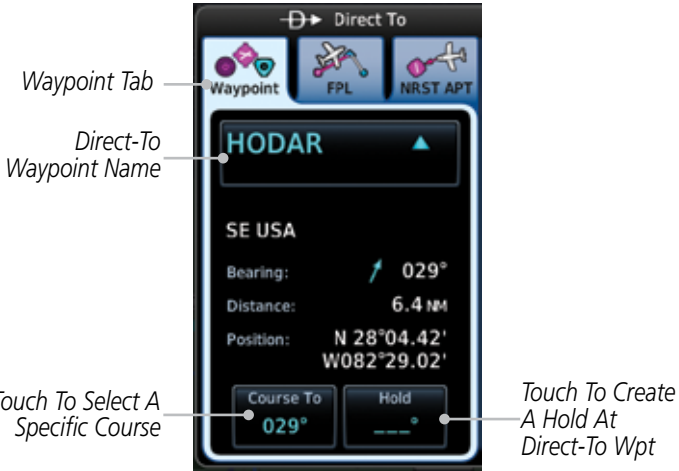 Direct To
Waypoint
FPL
NRST APT
Waypoint Tab
Direct-To
Waypoint Name
HODAR
SE USA
Bearing: 029°
Distance: 6.4 NM
Position: N 28°04.42'
W082°29.02'
Course To
029°
Hold
___°
Touch To Select A
Specific Course
Touch To Create
A Hold At
Direct-To Wpt